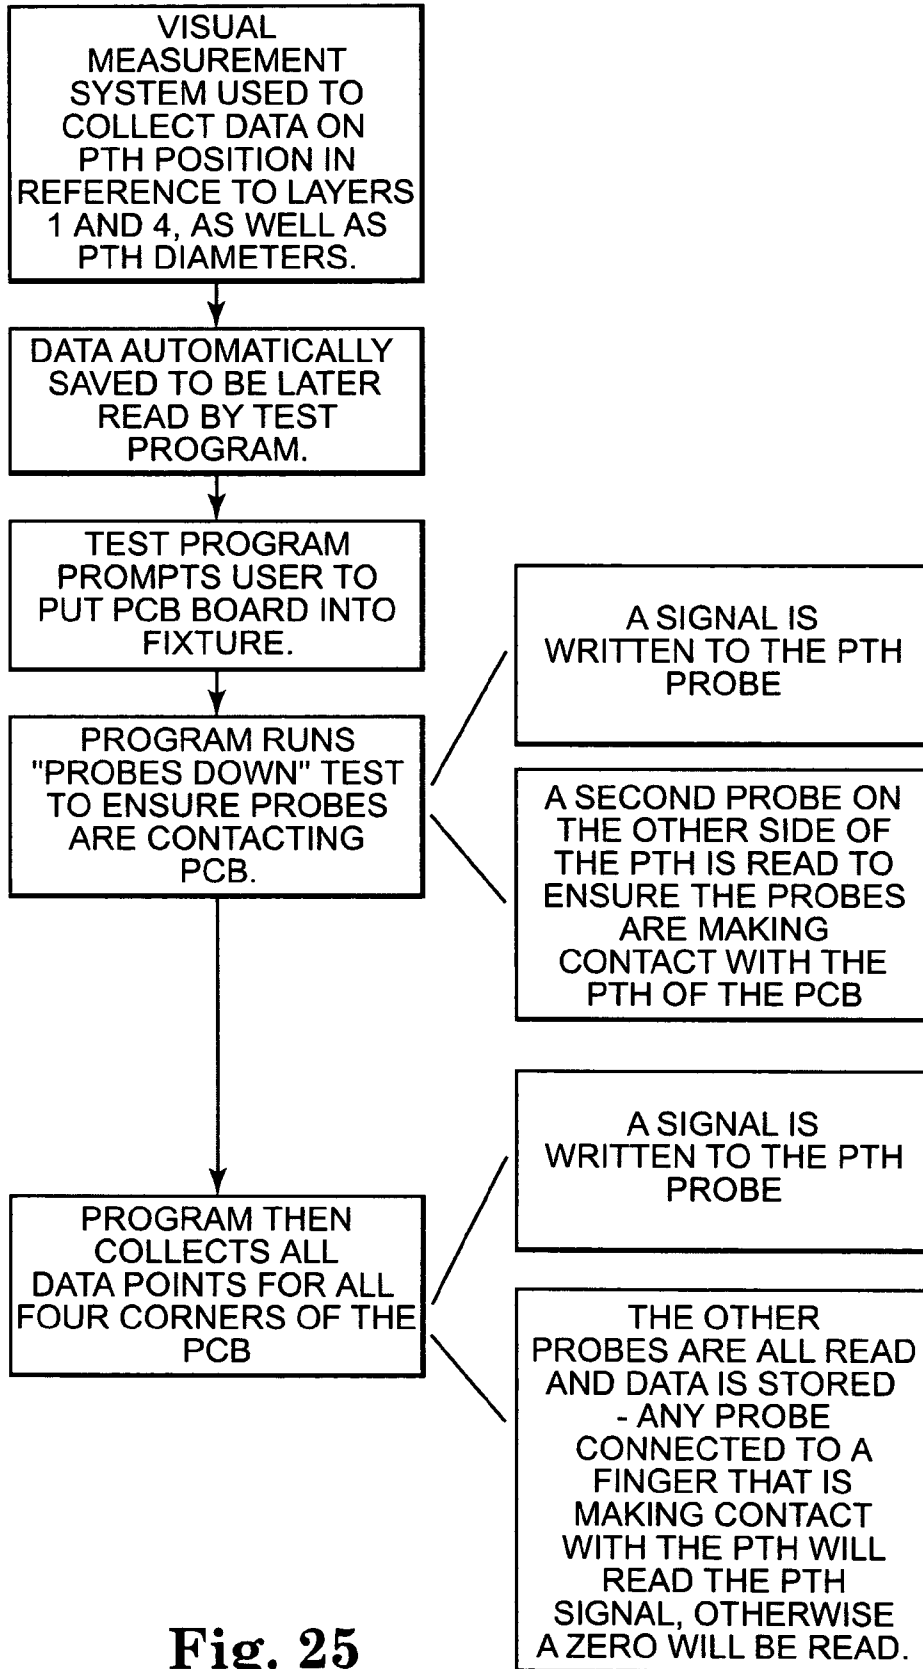 VISUAL
MEASUREMENT
SYSTEM USED TO
COLLECT DATA ON
PTH POSITION IN
REFERENCE TO LAYERS
1 AND 4, AS WELL AS
PTH DIAMETERS.
DATA AUTOMATICALLY
SAVED TO BE LATER
READ BY TEST
PROGRAM.
TEST PROGRAM
PROMPTS USER TO
PUT PCB BOARD INTO
FIXTURE.
PROGRAM RUNS
"PROBES DOWN" TEST
TO ENSURE PROBES
ARE CONTACTING
PCB.
A SIGNAL IS
WRITTEN TO THE PTH
PROBE
A SECOND PROBE ON
THE OTHER SIDE OF
THE PTH IS READ TO
ENSURE THE PROBES
ARE MAKING
CONTACT WITH THE
PTH OF THE PCB
PROGRAM THEN
COLLECTS ALL
DATA POINTS FOR ALL
FOUR CORNERS OF THE
PCB
A SIGNAL IS
WRITTEN TO THE PTH
PROBE
THE OTHER
PROBES ARE ALL READ
AND DATA IS STORED
- ANY PROBE
CONNECTED TO A
FINGER THAT IS
MAKING CONTACT
WITH THE PTH WILL
READ THE PTH
SIGNAL, OTHERWISE
A ZERO WILL BE READ.
Fig. 25